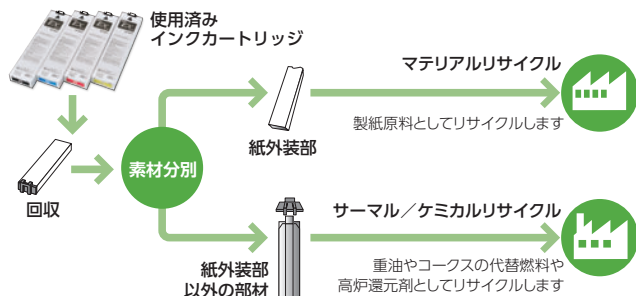 使用済み
インクカートリッジ
回収
素材分別
紙外装部
マテリアルリサイクル
製紙原料としてリサイクルします
紙外装部
以外の部材
サーマル／ケミカルリサイクル
重油やコークスの代替燃料や
高炉還元剤としてリサイクルします